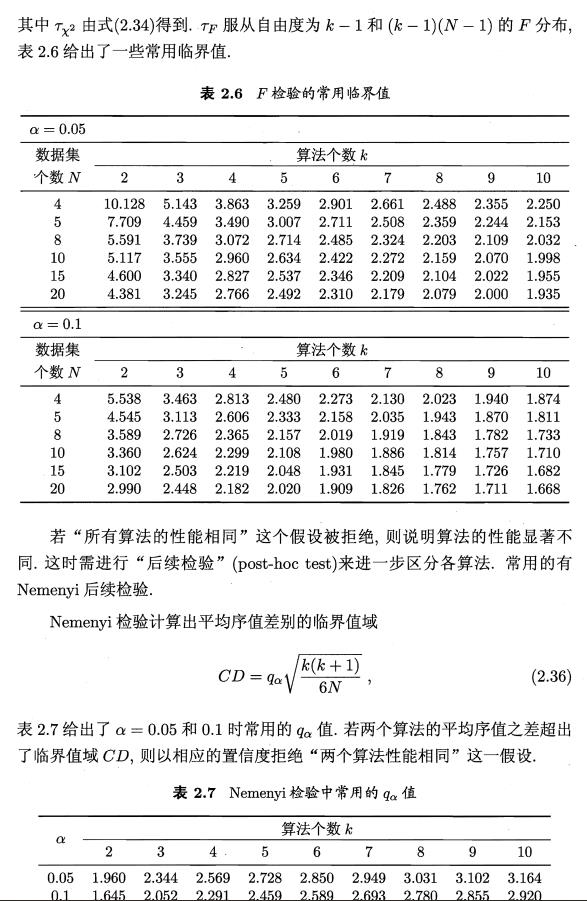 其中 τχ² 由式(2.34)得到. τF 服从自由度为 k − 1 和 (k − 1)(N − 1) 的 F 分布,
表 2.6 给出了一些常用临界值.
表 2.6 F 检验的常用临界值
α = 0.05
数据集 算法个数 k
个数 N 2 3 4 5 6 7 8 9 10
4 10.128 5.143 3.863 3.259 2.901 2.661 2.488 2.355 2.250
5 7.709 4.459 3.490 3.007 2.711 2.508 2.359 2.244 2.153
8 5.591 3.739 3.072 2.714 2.485 2.324 2.203 2.109 2.032
10 5.117 3.555 2.960 2.634 2.422 2.272 2.159 2.070 1.998
15 4.600 3.340 2.827 2.537 2.346 2.209 2.104 2.022 1.955
20 4.381 3.245 2.766 2.492 2.310 2.179 2.079 2.000 1.935
α = 0.1
数据集 算法个数 k
个数 N 2 3 4 5 6 7 8 9 10
4 5.538 3.463 2.813 2.480 2.273 2.130 2.023 1.940 1.874
5 4.545 3.113 2.606 2.333 2.158 2.035 1.943 1.870 1.811
8 3.589 2.726 2.365 2.157 2.019 1.919 1.843 1.782 1.733
10 3.360 2.624 2.299 2.108 1.980 1.886 1.814 1.757 1.710
15 3.102 2.503 2.219 2.048 1.931 1.845 1.779 1.726 1.682
20 2.990 2.448 2.182 2.020 1.909 1.826 1.762 1.711 1.668
若“所有算法的性能相同”这个假设被拒绝, 则说明算法的性能显著不
同. 这时需进行“后续检验”(post-hoc test)来进一步区分各算法. 常用的有
Nemenyi 后续检验.
Nemenyi 检验计算出平均序值差别的临界值域
CD = qα√(k(k + 1)/6N) , (2.36)
表 2.7 给出了 α = 0.05 和 0.1 时常用的 qα 值. 若两个算法的平均序值之差超出
了临界值域 CD, 则以相应的置信度拒绝“两个算法性能相同”这一假设.
表 2.7 Nemenyi 检验中常用的 qα 值
α 算法个数 k
2 3 4 5 6 7 8 9 10
0.05 1.960 2.344 2.569 2.728 2.850 2.949 3.031 3.102 3.164
0.1 1.645 2.052 2.291 2.459 2.589 2.693 2.780 2.855 2.920